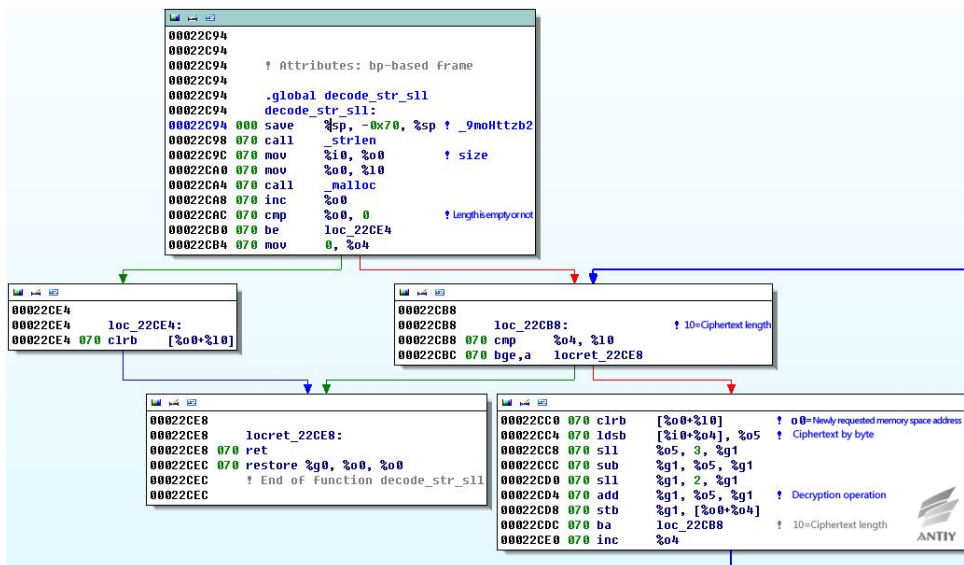 00022C94
00022C94
00022C94 ! Attributes: bp-based frame
00022C94
00022C94 .global decode_str_sll
00022C94 decode_str_sll:
00022C94 000 save %sp, -0x70, %sp ! _9moHttzb2
00022C98 070 call _strlen
00022C9C 070 mov %i0, %o0 ! size
00022CA0 070 mov %o0, %l0
00022CA4 070 call _malloc
00022CA8 070 inc %o0
00022CAC 070 cmp %o0, 0 ! Length is empty or not
00022CB0 070 be loc_22CE4
00022CB4 070 mov 0, %o4
00022CE4
00022CE4 loc_22CE4:
00022CE4 070 clrb [%o0+%l0]
00022CB8
00022CB8 loc_22CB8: ! 10=Ciphertext length
00022CB8 070 cmp %o4, %l0
00022CBC 070 bge,a locret_22CE8
00022CE8
00022CE8 locret_22CE8:
00022CE8 070 ret
00022CEC 070 restore %g0, %o0, %o0
00022CEC ! End of function decode_str_sll
00022CEC
00022CC0 070 clrb [%o0+%l0] ! o0=Newly requested memory space address
00022CC4 070 ldsb [%i0+%o4], %o5 ! Ciphertext by byte
00022CC8 070 sll %o5, 3, %g1
00022CCC 070 sub %g1, %o5, %g1
00022CD0 070 sll %g1, 2, %g1
00022CD4 070 add %g1, %o5, %g1 ! Decryption operation
00022CD8 070 stb %g1, [%o0+%o4]
00022CDC 070 ba loc_22CB8 ! 10=Ciphertext length
00022CE0 070 inc %o4
ANTIY